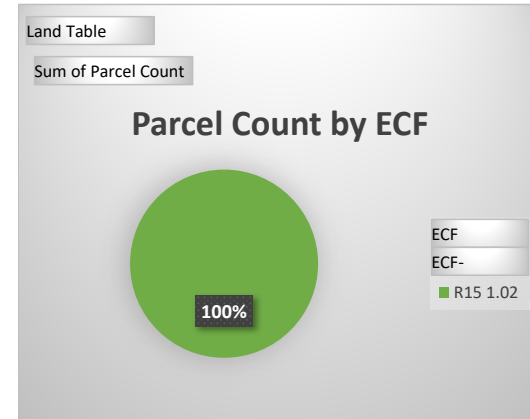 Land Table
Sum of Parcel Count
Parcel Count by ECF
ECF
ECF-
R15 1.02
100%